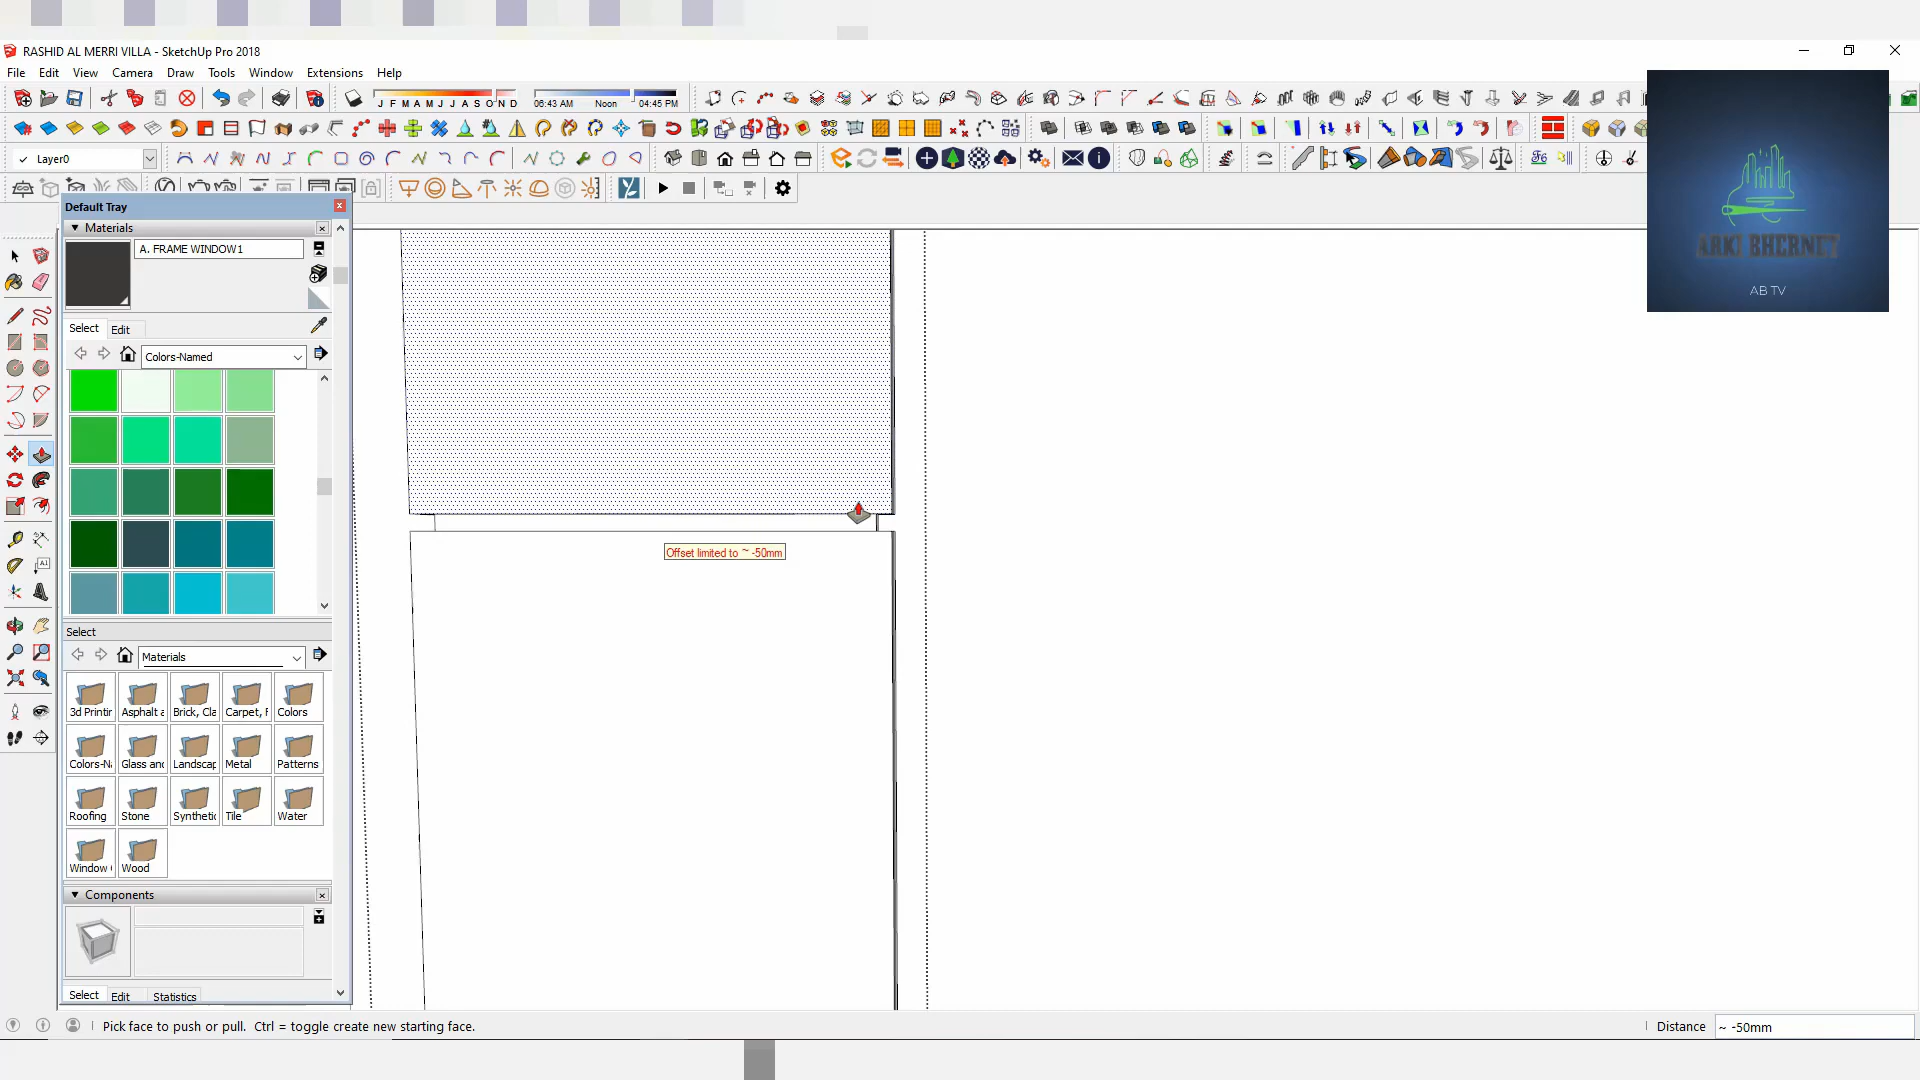 RASHID AL MERRI VILLA - SketchUp Pro 2018
File Edit View Camera Draw Tools Window Extensions Help
J F M A M J J A S O N D 06:43 AM Noon 04:45 PM
Layer0
Default Tray
Materials
A. FRAME WINDOW1
Select Edit
Colors-Named
Select
Materials
3d Printir Asphalt a Brick, Cla Carpet, F Colors
Colors-Na Glass and Landscap Metal Patterns
Roofing Stone Synthetic Tile Water
Window Wood
Components
Select Edit Statistics
Offset limited to ~ -50mm
ARKI BHERNET
AB TV
Pick face to push or pull. Ctrl = toggle create new starting face.
Distance ~ -50mm